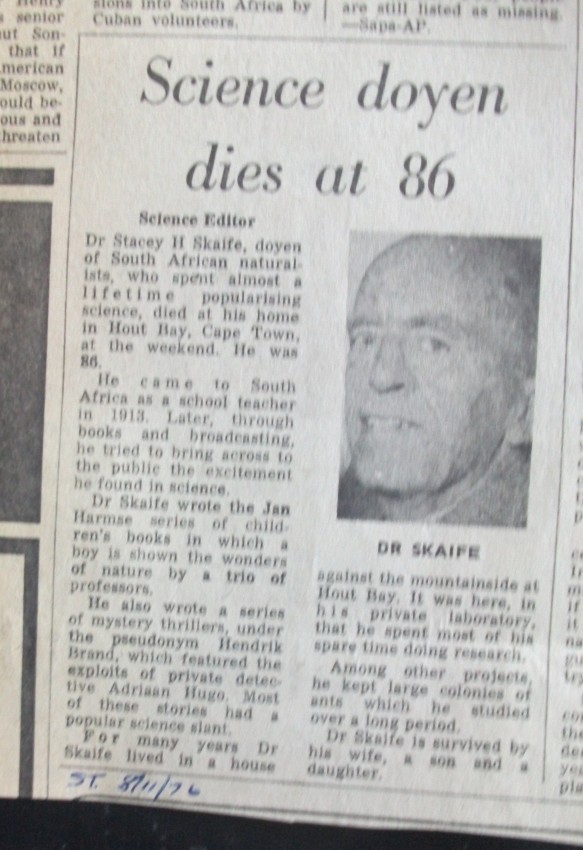 sions into South Africa by
Cuban volunteers.
are still listed as missing.
—Sapa-AP.
senior
that if
American
Moscow,
ould be-
ous and
threaten
Science doyen
dies at 86
Science Editor
Dr Stacey H Skaife, doyen
of South African natural-
ists, who spent almost a
lifetime popularising
science, died at his home
in Hout Bay, Cape Town,
at the weekend. He was
86.
He came to South
Africa as a school teacher
in 1913. Later, through
books and broadcasting,
he tried to bring across to
the public the excitement
he found in science.
Dr Skaife wrote the Jan
Harmse series of child-
ren's books in which a
boy is shown the wonders
of nature by a trio of
professors.
He also wrote a series
of mystery thrillers, under
the pseudonym Hendrik
Brand, which featured the
exploits of private detec-
tive Adriaan Hugo. Most
of these stories had a
popular science slant.
For many years Dr
Skaife lived in a house
DR SKAIFE
against the mountainside at
Hout Bay. It was here, in
his private laboratory,
that he spent most of his
spare time doing research.
Among other projects,
he kept large colonies of
ants which he studied
over a long period.
Dr Skaife is survived by
his wife, a son and a
daughter.
ST. 8/11/76